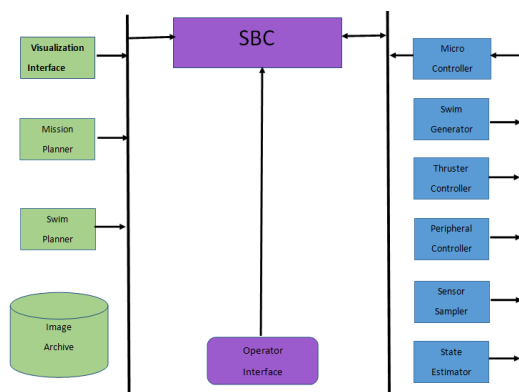 SBC
Visualization
Interface
Mission
Planner
Swim
Planner
Image
Archive
Operator
Interface
Micro
Controller
Swim
Generator
Thruster
Controller
Peripheral
Controller
Sensor
Sampler
State
Estimator